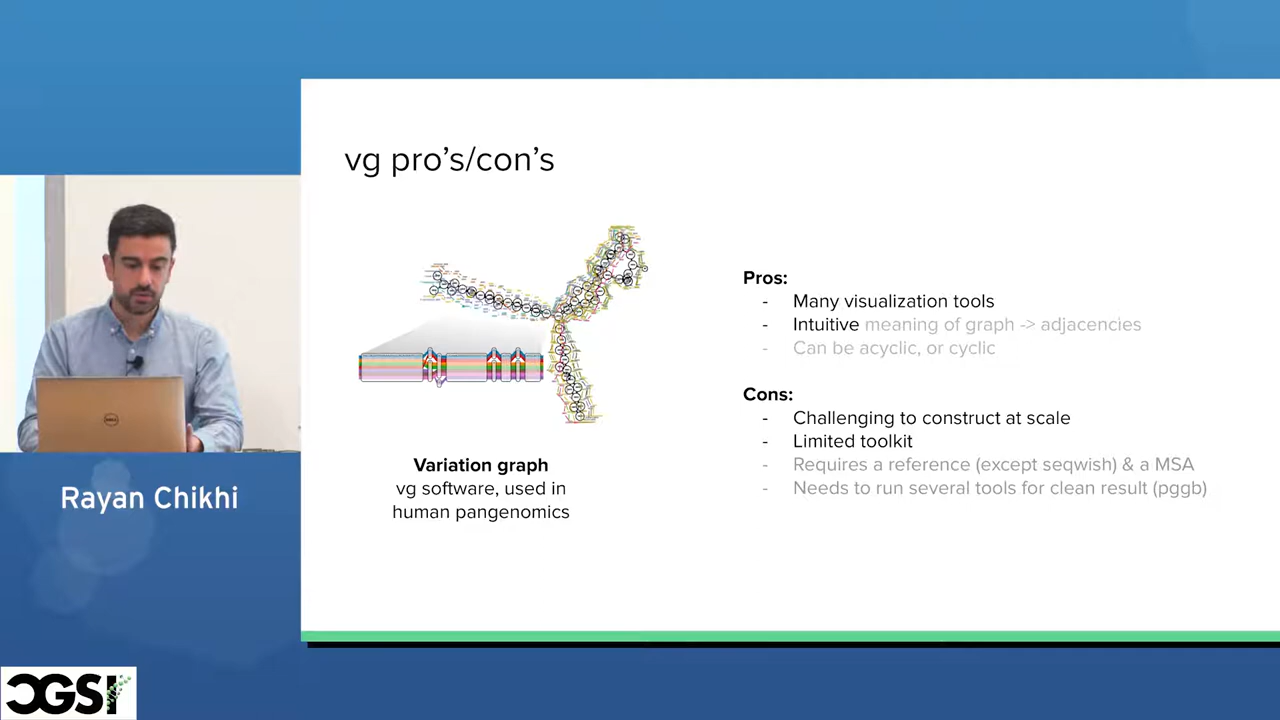 vg pro's/con's
Pros:
- Many visualization tools
- Intuitive meaning of graph -> adjacencies
- Can be acyclic, or cyclic
Cons:
- Challenging to construct at scale
- Limited toolkit
- Requires a reference (except seqwish) & a MSA
- Needs to run several tools for clean result (pggb)
Variation graph
vg software, used in
human pangenomics
DELL
Rayan Chikhi
CGSI